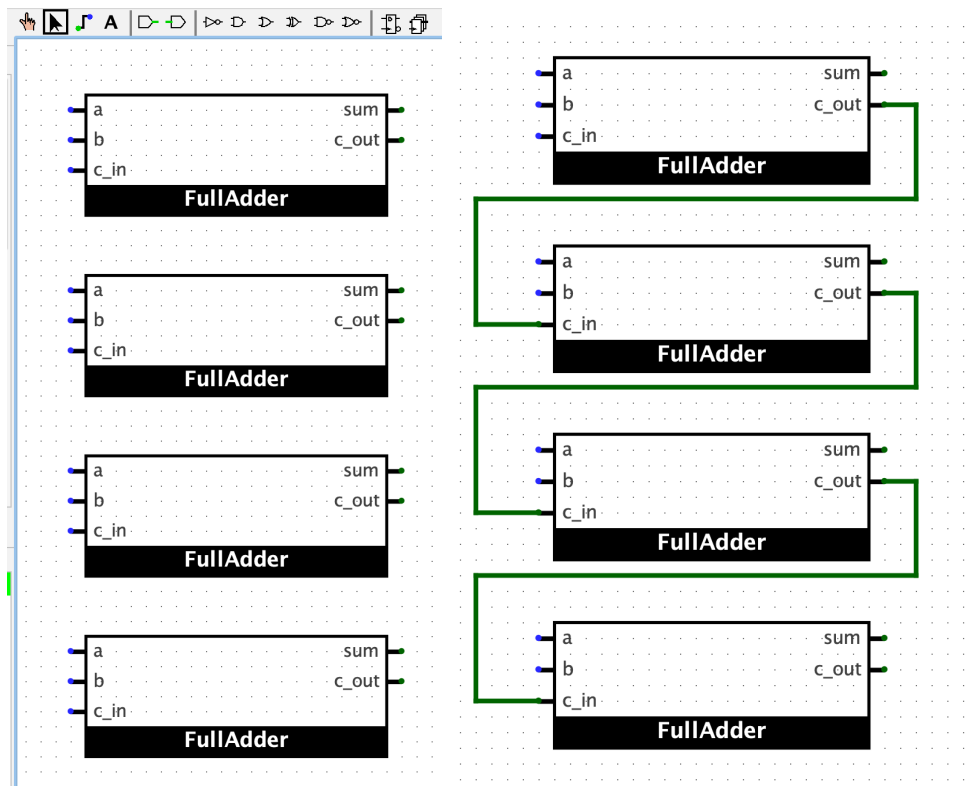 A
a sum
b c_out
c_in
FullAdder
a sum
b c_out
c_in
FullAdder
a sum
b c_out
c_in
FullAdder
a sum
b c_out
c_in
FullAdder
a sum
b c_out
c_in
FullAdder
a sum
b c_out
c_in
FullAdder
a sum
b c_out
c_in
FullAdder
a sum
b c_out
c_in
FullAdder